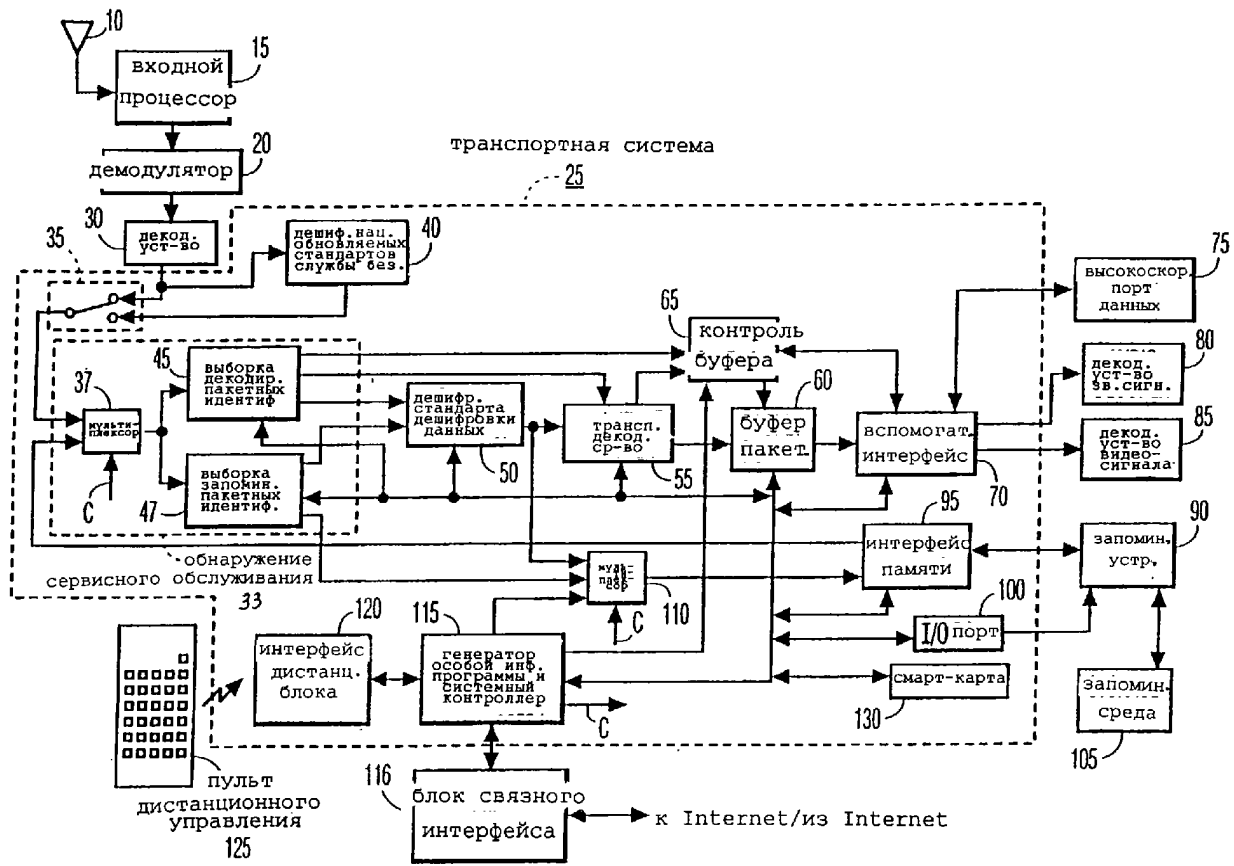 10
входной
процессор
15
демодулятор
20
транспортная система
25
30
декод.
уст-во
35
дешиф.нац.
обновляемых
стандартов
службы без.
40
высокоскор.
порт
данных
75
65
контроль
буфера
45
выборка
декодир.
пакетных
идентиф
37
мульти-
плексор
C
дешифр.
стандарта
дешифровки
данных
50
трансп.
декод.
ср-во
55
60
буфер
пакет.
вспомогат.
интерфейс
70
декод.
уст-во
зв.сигн.
80
декод.
уст-во
видео-
сигнала
85
выборка
запомин.
пакетных
идентиф.
47
обнаружение
сервисного обслуживания
33
110
C
95
интерфейс
памяти
запомин.
устр.
90
100
I/O порт
смарт-карта
130
запомин.
среда
105
120
интерфейс
дистанц.
блока
115
генератор
особой инф.
программы и
системный
контроллер
C
пульт
дистанционного
управления
125
116
блок связного
интерфейса
к Internet/из Internet